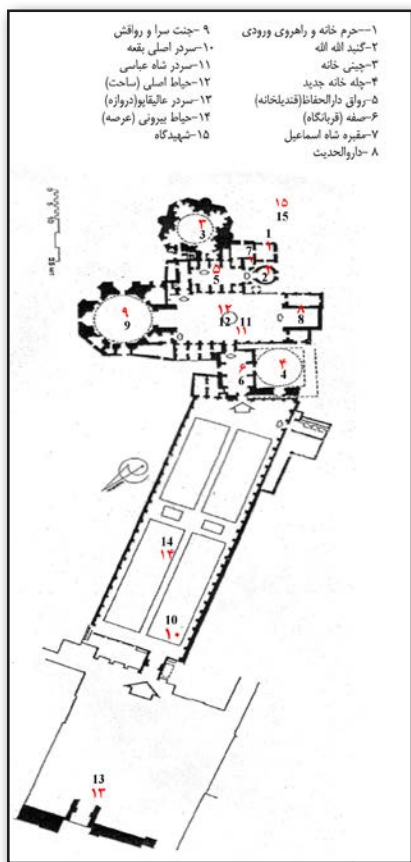 ۱--حرم خانه و راهروی ورودی
۲-گنبد الله الله
۳-چینی خانه
۴-چله خانه جدید
۵-رواق دارالحفاظ(قندیلخانه)
۶-صفه (قربانگاه)
۷-مقبره شاه اسماعیل
۸ -داروالحدیث
۹ -جنت سرا و رواقش
۱۰-سردر اصلی بقعه
۱۱-سردر شاه عباسی
۱۲-حیاط اصلی (ساحت)
۱۳-سردر عالیقاپو(دروازه)
۱۴-حیاط بیرونی (عرصه)
۱۵-شهیدگاه
۱۵
15
۳
3
1
۱
7
2
۵
5
۹
9
۱۲
12
11
۱۱
۸
8
۶
6
۴
4
14
۱۴
10
۱۰
13
۱۳